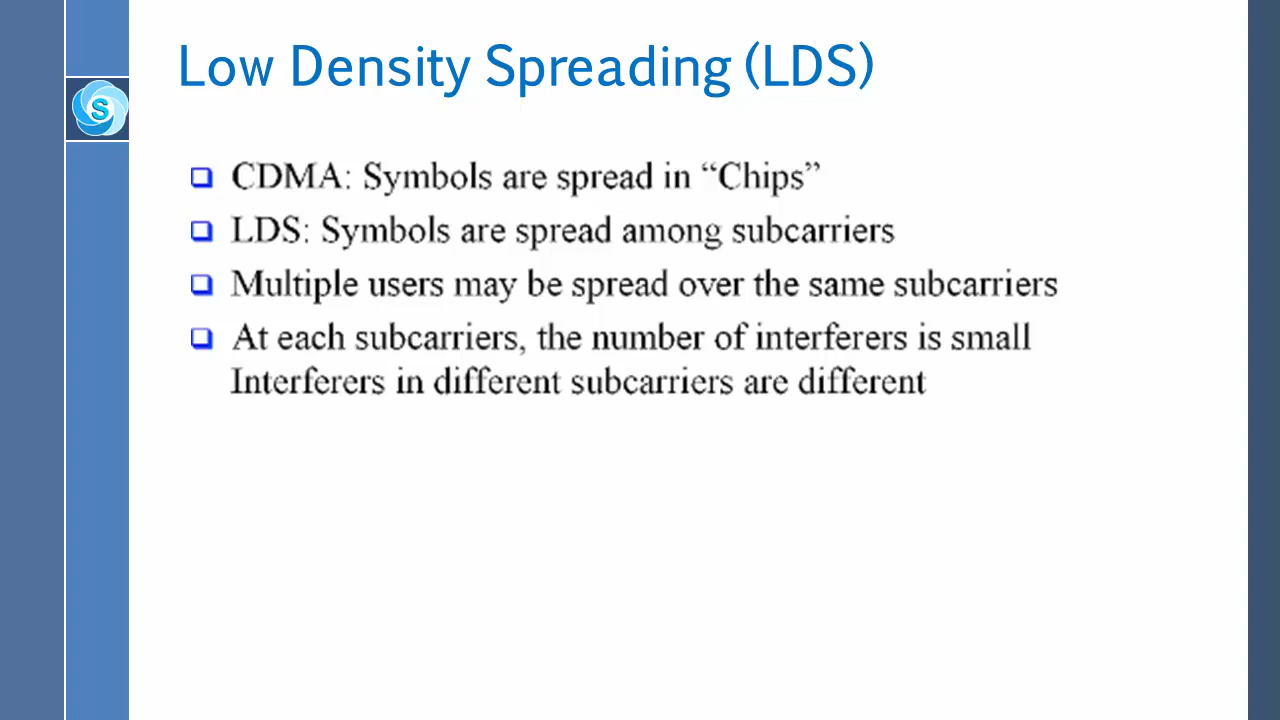 Low Density Spreading (LDS)
S
CDMA: Symbols are spread in “Chips”
LDS: Symbols are spread among subcarriers
Multiple users may be spread over the same subcarriers
At each subcarriers, the number of interferers is small
Interferers in different subcarriers are different